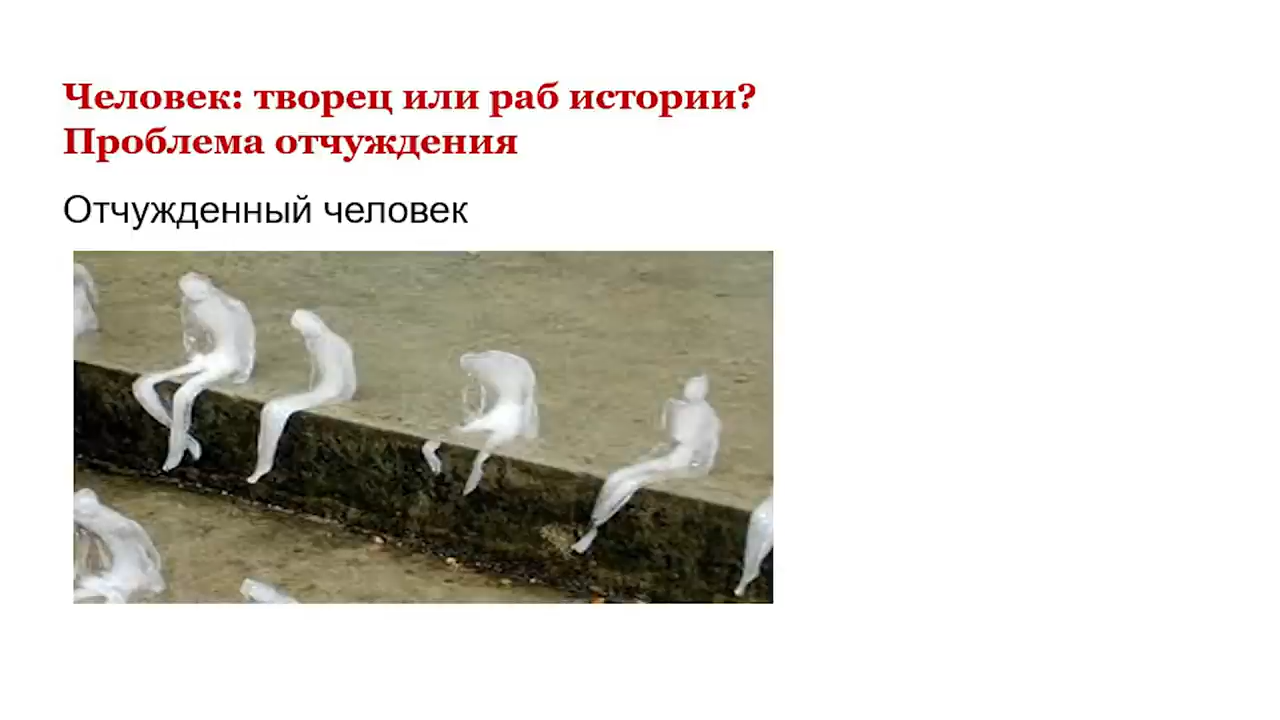 Человек: творец или раб истории?
Проблема отчуждения
Отчужденный человек